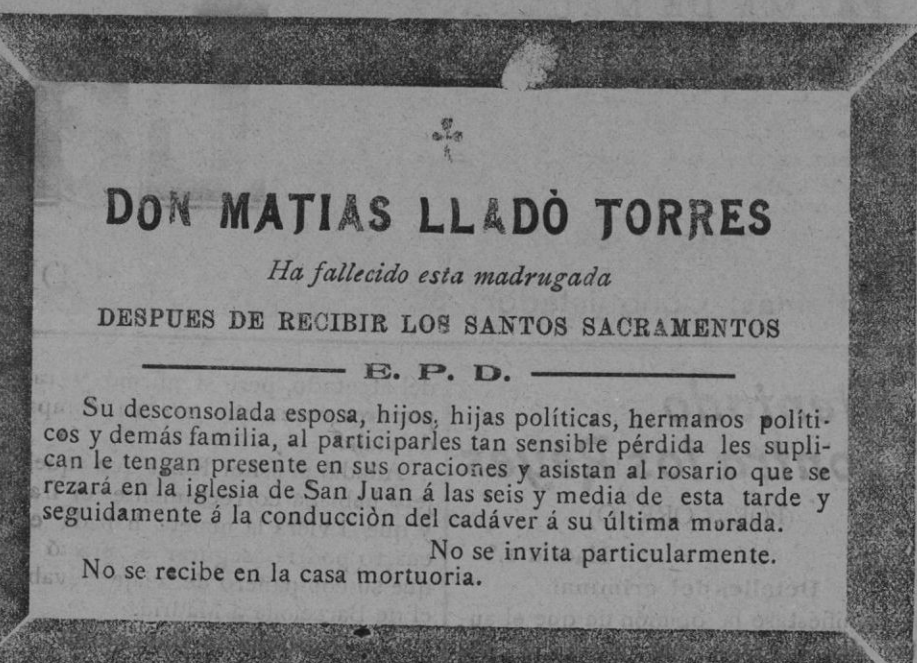 DON MATIAS LLADÒ TORRES
Ha fallecido esta madrugada
DESPUES DE RECIBIR LOS SANTOS SACRAMENTOS
E. P. D.
Su desconsolada esposa, hijos, hijas políticas, hermanos políti-
cos y demás familia, al participarles tan sensible pérdida les supli-
can le tengan presente en sus oraciones y asistan al rosario que se
rezará en la iglesia de San Juan á las seis y media de esta tarde y
seguidamente á la conducciòn del cadáver á su última morada.
No se invita particularmente.
No se recibe en la casa mortuoria.